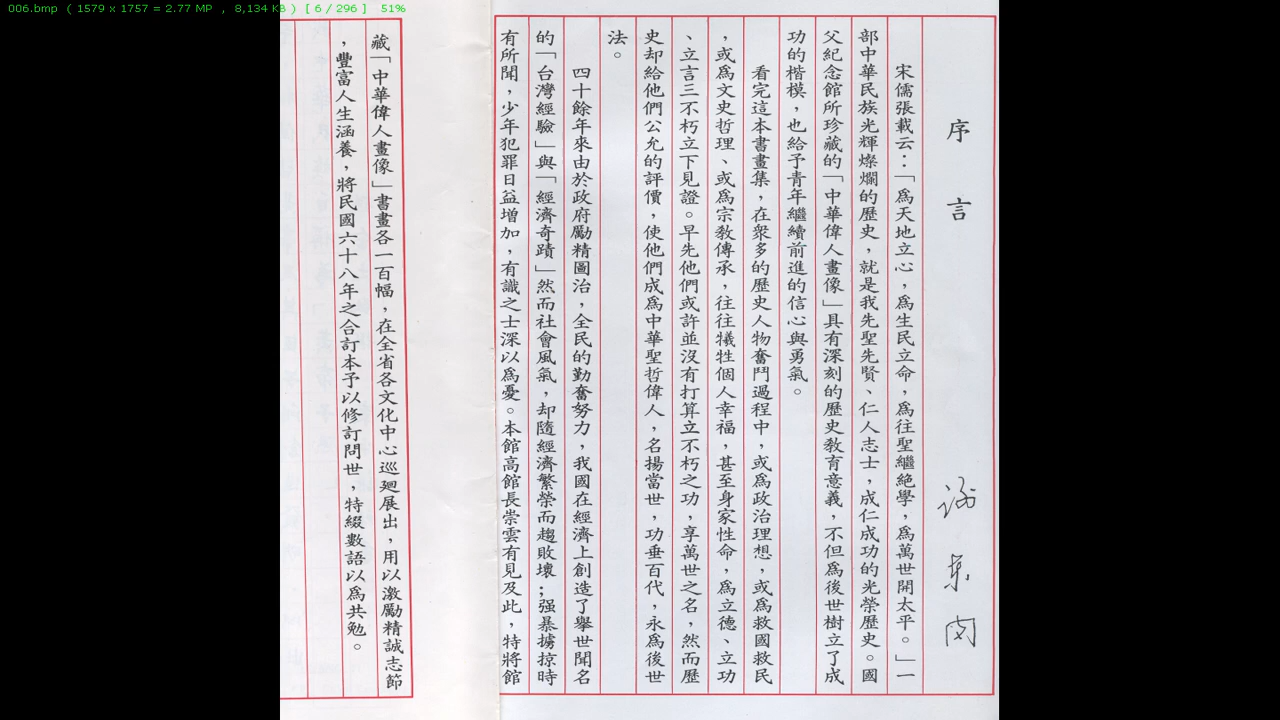 006.bmp ( 1579 x 1757 = 2.77 MP , 8,134 KB ) [ 6 / 296 ] 51%
序言
宋儒張載云：「為天地立心，為生民立命，為往聖繼絶學，為萬世開太平。」一
部中華民族光輝燦爛的歷史，就是我先聖先賢、仁人志士，成仁成功的光榮歷史。國
父紀念館所珍藏的「中華偉人畫像」具有深刻的歷史教育意義，不但為後世樹立了成
功的楷模，也給予青年繼續前進的信心與勇氣。
看完這本書畫集，在衆多的歷史人物奮鬥過程中，或為政治理想，或為救國救民
，或為文史哲理、或為宗教傳承，往往犧牲個人幸福，甚至身家性命，為立德、立功
、立言三不朽立下見證。早先他們或許並沒有打算立不朽之功，享萬世之名，然而歷
史却給他們公允的評價，使他們成為中華聖哲偉人，名揚當世，功垂百代，永為後世
法。
四十餘年來由於政府勵精圖治，全民的勤奮努力，我國在經濟上創造了舉世聞名
的「台灣經驗」與「經濟奇蹟」然而社會風氣，却隨經濟繁榮而趨敗壞；强暴擄掠時
有所聞，少年犯罪日益增加，有識之士深以為憂。本館高館長崇雲有見及此，特將館
藏「中華偉人畫像」書畫各一百幅，在全省各文化中心巡廻展出，用以激勵精誠志節
，豐富人生涵養，將民國六十八年之合訂本予以修訂問世，特綴數語以為共勉。